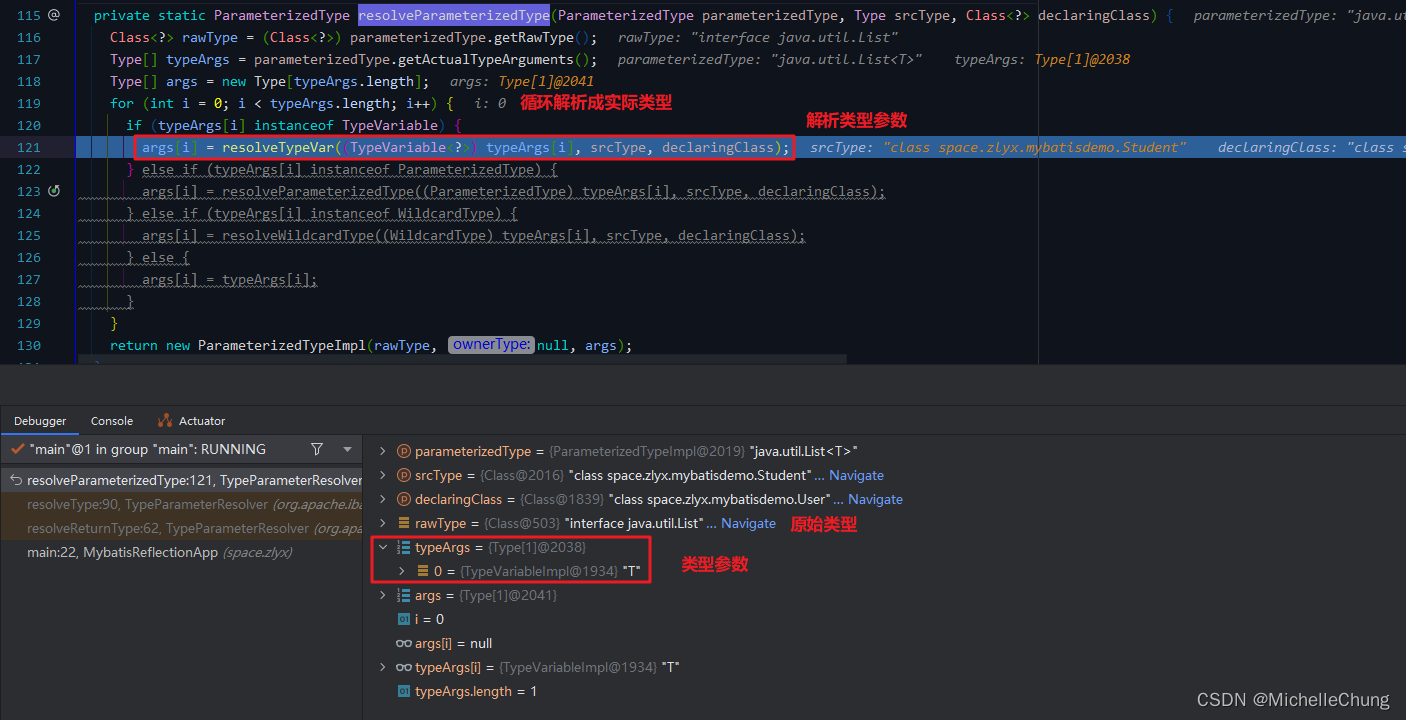 115 @ private static ParameterizedType resolveParameterizedType(ParameterizedType parameterizedType, Type srcType, Class<?> declaringClass) { parameterizedType: "java.ut
116 Class<?> rawType = (Class<?>) parameterizedType.getRawType(); rawType: "interface java.util.List"
117 Type[] typeArgs = parameterizedType.getActualTypeArguments(); parameterizedType: "java.util.List<T>" typeArgs: Type[1]@2038
118 Type[] args = new Type[typeArgs.length]; args: Type[1]@2041
119 for (int i = 0; i < typeArgs.length; i++) { i: 0 循环解析成实际类型
120 if (typeArgs[i] instanceof TypeVariable) { 解析类型参数
121 args[i] = resolveTypeVar((TypeVariable<?>) typeArgs[i], srcType, declaringClass); srcType: "class space.zlyx.mybatisdemo.Student" declaringClass: "class s
122 } else if (typeArgs[i] instanceof ParameterizedType) {
123 args[i] = resolveParameterizedType((ParameterizedType) typeArgs[i], srcType, declaringClass);
124 } else if (typeArgs[i] instanceof WildcardType) {
125 args[i] = resolveWildcardType((WildcardType) typeArgs[i], srcType, declaringClass);
126 } else {
127 args[i] = typeArgs[i];
128 }
129 }
130 return new ParameterizedTypeImpl(rawType, ownerType: null, args);
Debugger Console Actuator
"main"@1 in group "main": RUNNING
resolveParameterizedType:121, TypeParameterResolver
resolveType:90, TypeParameterResolver (org.apache.iba
resolveReturnType:62, TypeParameterResolver (org.apa
main:22, MybatisReflectionApp (space.zlyx)
parameterizedType = {ParameterizedTypeImpl@2019} "java.util.List<T>"
srcType = {Class@2016} "class space.zlyx.mybatisdemo.Student" ... Navigate
declaringClass = {Class@1839} "class space.zlyx.mybatisdemo.User" ... Navigate
rawType = {Class@503} "interface java.util.List" ... Navigate 原始类型
typeArgs = {Type[1]@2038}
0 = {TypeVariableImpl@1934} "T" 类型参数
args = {Type[1]@2041}
i = 0
args[i] = null
typeArgs[i] = {TypeVariableImpl@1934} "T"
typeArgs.length = 1
CSDN @MichelleChung